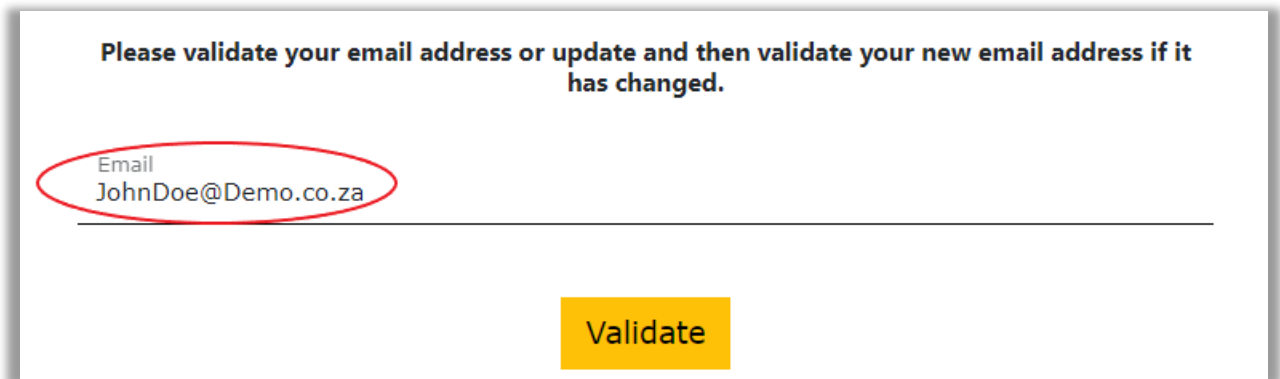 Please validate your email address or update and then validate your new email address if it
has changed.
Email
JohnDoe@Demo.co.za
Validate